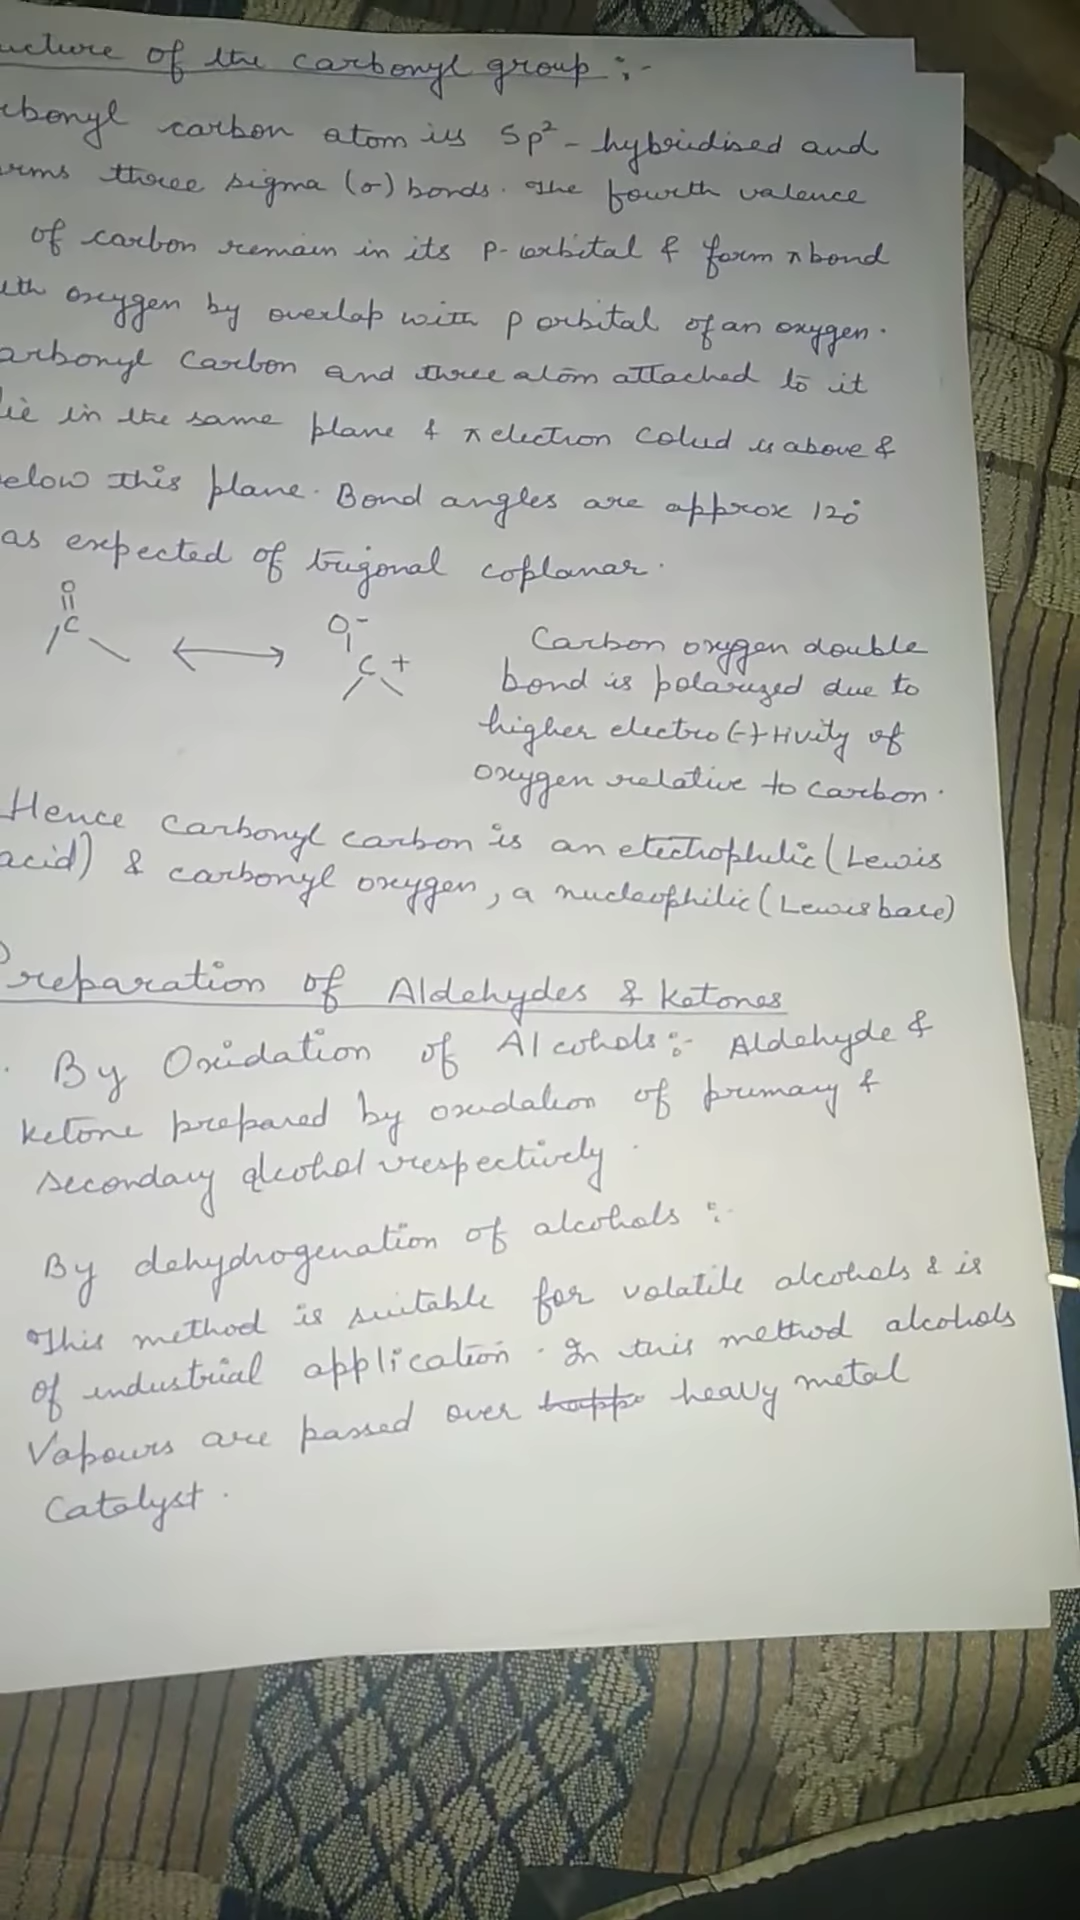 ucture of the carbonyl group :-
rbonyl carbon atom is Sp²-hybridised and
orms three sigma (σ) bonds. The fourth valence
of carbon remain in its p-orbital & form π bond
ith oxygen by overlap with p orbital of an oxygen.
arbonyl Carbon and three atom attached to it
lie in the same plane & π electron Colud is above &
elow this plane. Bond angles are approx 120°
as expected of trigonal coplanar.
O
||
C
O⁻
C +
Carbon oxygen double
bond is polarized due to
higher electro(-)tivity of
oxygen relative to carbon.
Hence carbonyl carbon is an electrophilic (Lewis
acid) & carbonyl oxygen, a nucleophilic (Lewis base)
Preparation of Aldehydes & Ketones
. By Oxidation of Alcohols :- Aldehyde &
ketone prepared by oxidation of primary &
secondary alcohol respectively.
By dehydrogenation of alcohols :-
This method is suitable for volatile alcohols & is
of industrial application. In this method alcohols
Vapours are passed over heavy metal
Catalyst.